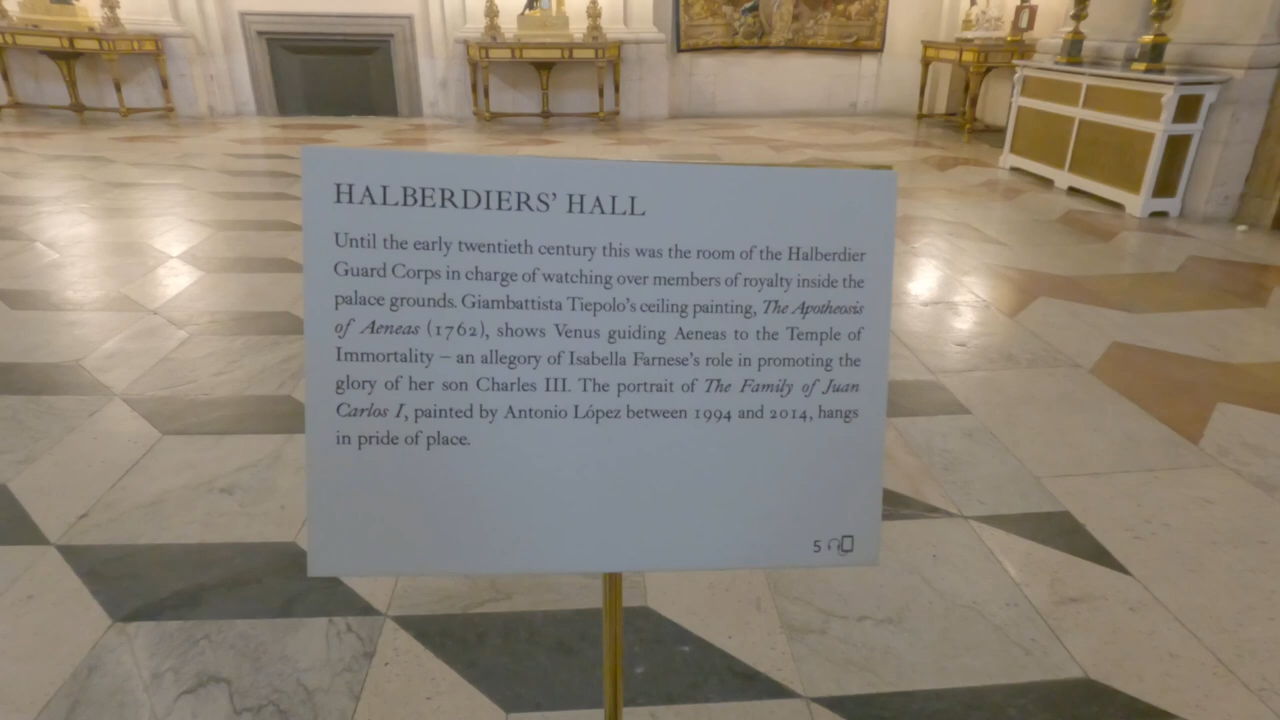 HALBERDIERS’ HALL
Until the early twentieth century this was the room of the Halberdier
Guard Corps in charge of watching over members of royalty inside the
palace grounds. Giambattista Tiepolo’s ceiling painting, The Apotheosis
of Aeneas (1762), shows Venus guiding Aeneas to the Temple of
Immortality – an allegory of Isabella Farnese’s role in promoting the
glory of her son Charles III. The portrait of The Family of Juan
Carlos I, painted by Antonio López between 1994 and 2014, hangs
in pride of place.
5